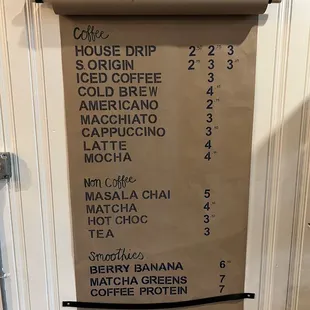 Coffee
HOUSE DRIP 2 2 3
S.ORIGIN 2 3 3
ICED COFFEE 3
COLD BREW 4
AMERICANO 2
MACCHIATO 3
CAPPUCCINO 3
LATTE 4
MOCHA 4
Non Coffee
MASALA CHAI 5
MATCHA 4
HOT CHOC 3
TEA 3
Smoothies
BERRY BANANA 6
MATCHA GREENS 7
COFFEE PROTEIN 7